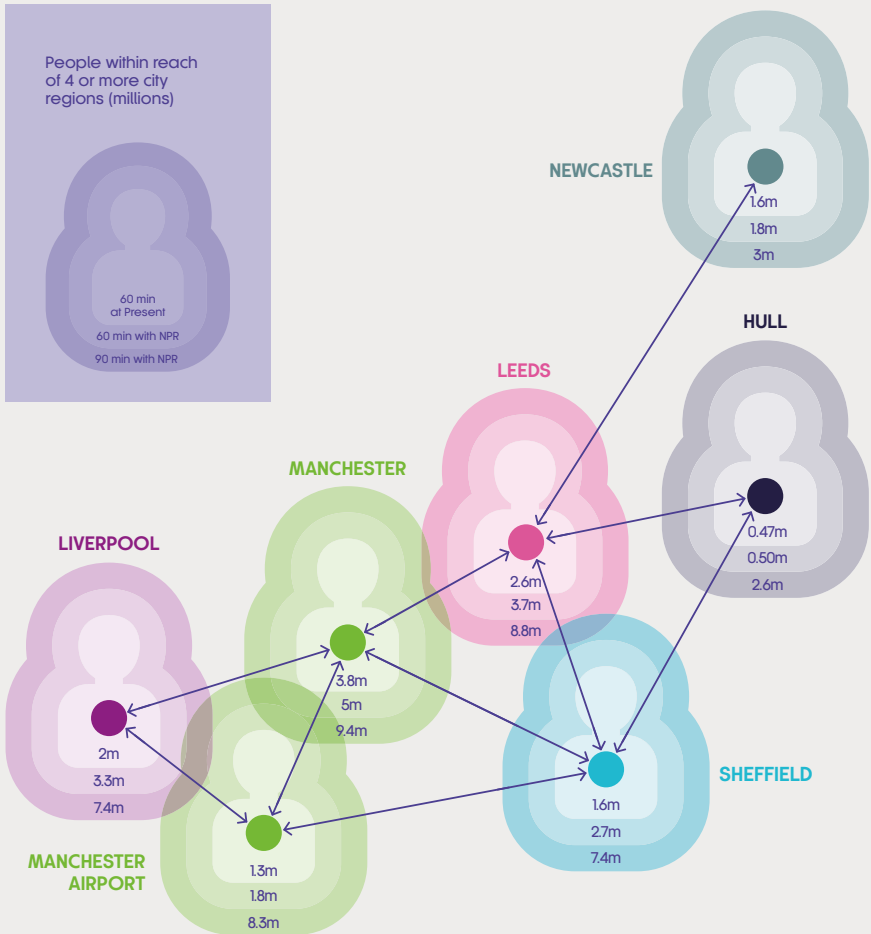 People within reach
of 4 or more city
regions (millions)
60 min
at Present
60 min with NPR
90 min with NPR
NEWCASTLE
1.6m
1.8m
3m
HULL
0.47m
0.50m
2.6m
LEEDS
2.6m
3.7m
8.8m
MANCHESTER
3.8m
5m
9.4m
LIVERPOOL
2m
3.3m
7.4m
SHEFFIELD
1.6m
2.7m
7.4m
MANCHESTER
AIRPORT
1.3m
1.8m
8.3m